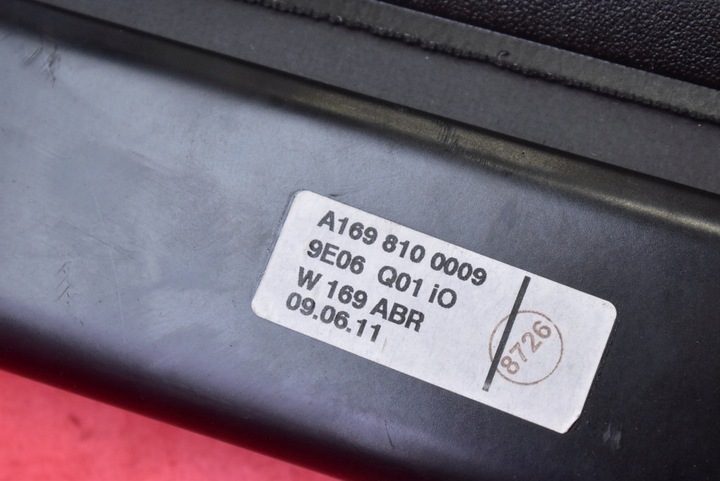 A169 810 0009
9E06 Q01 iO
W 169 ABR
09.06.11
8726